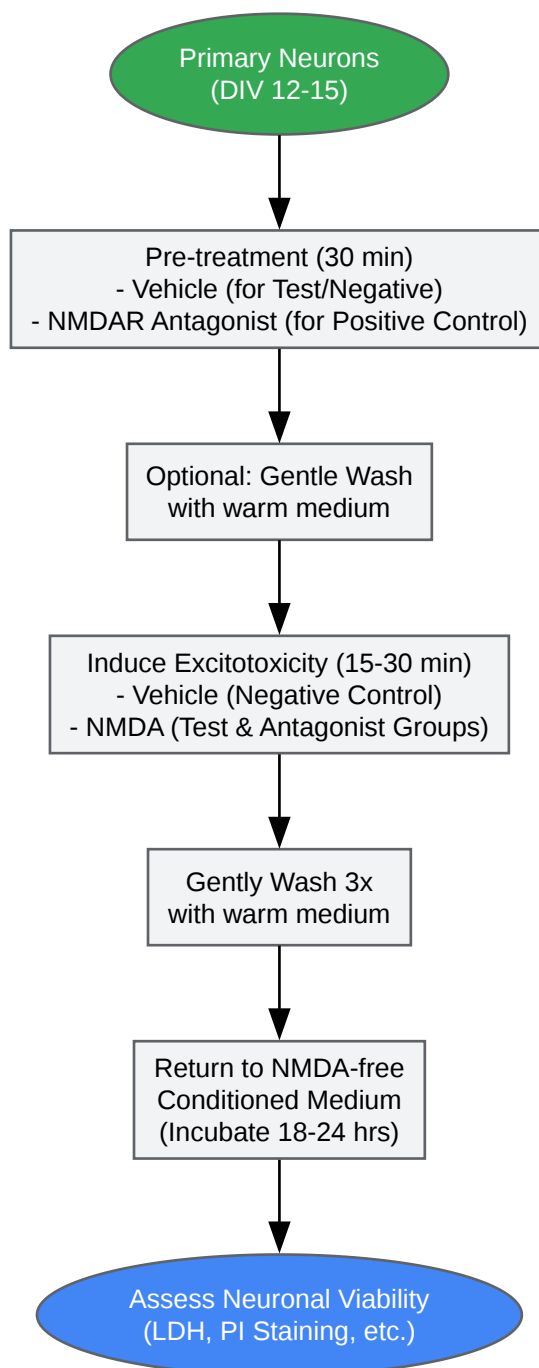 Primary Neurons
(DIV 12-15)
Pre-treatment (30 min)
- Vehicle (for Test/Negative)
- NMDAR Antagonist (for Positive Control)
Optional: Gentle Wash
with warm medium
Induce Excitotoxicity (15-30 min)
- Vehicle (Negative Control)
- NMDA (Test & Antagonist Groups)
Gently Wash 3x
with warm medium
Return to NMDA-free
Conditioned Medium
(Incubate 18-24 hrs)
Assess Neuronal Viability
(LDH, PI Staining, etc.)